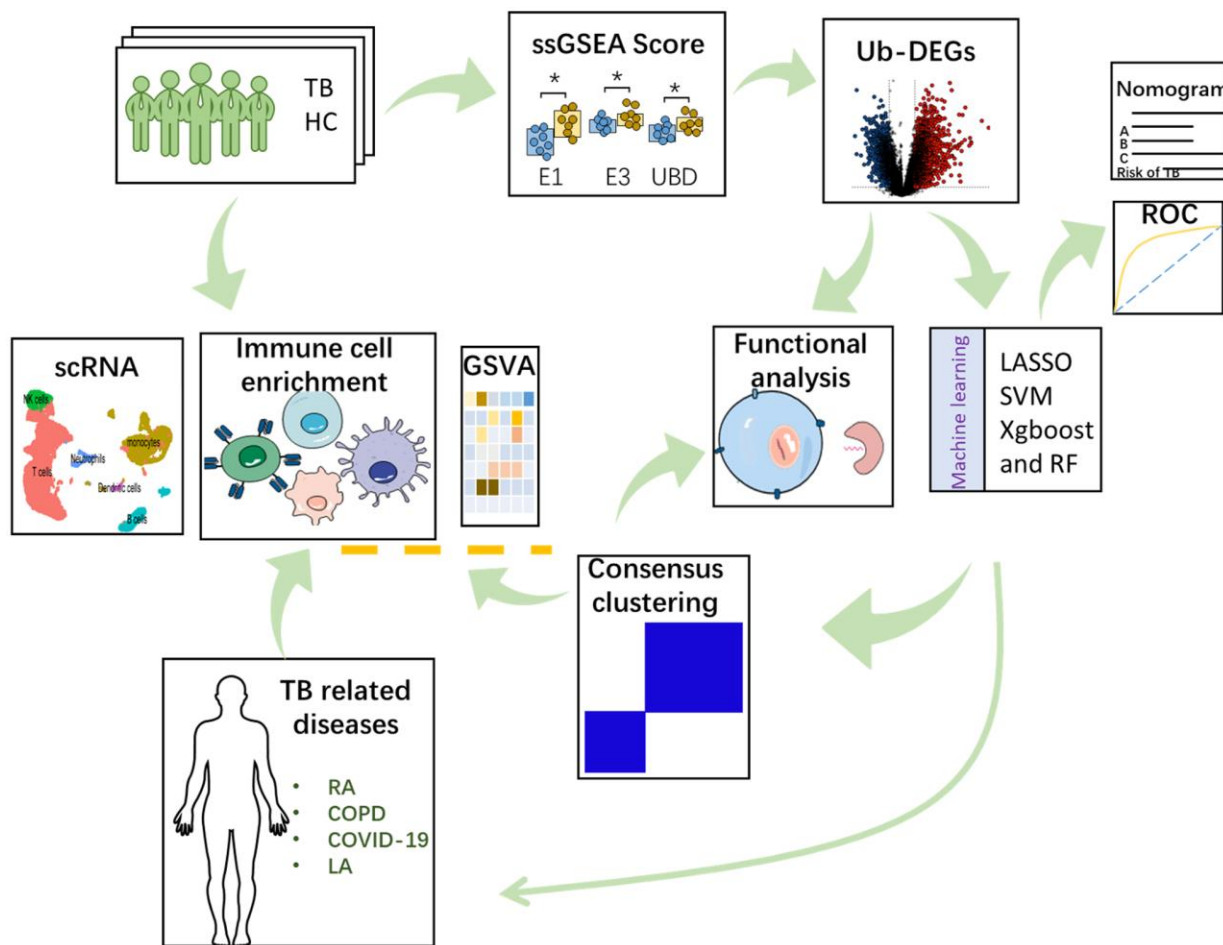 TB
HC
ssGSEA Score
* * *
E1 E3 UBD
Ub-DEGs
Nomogram
A
B
C
Risk of TB
ROC
scRNA
NK cells
monocytes
Neutrophils
T cells
Dendritic cells
B cells
Immune cell
enrichment
GSVA
Functional
analysis
Machine learning
LASSO
SVM
Xgboost
and RF
Consensus
clustering
TB related
diseases
• RA
• COPD
• COVID-19
• LA